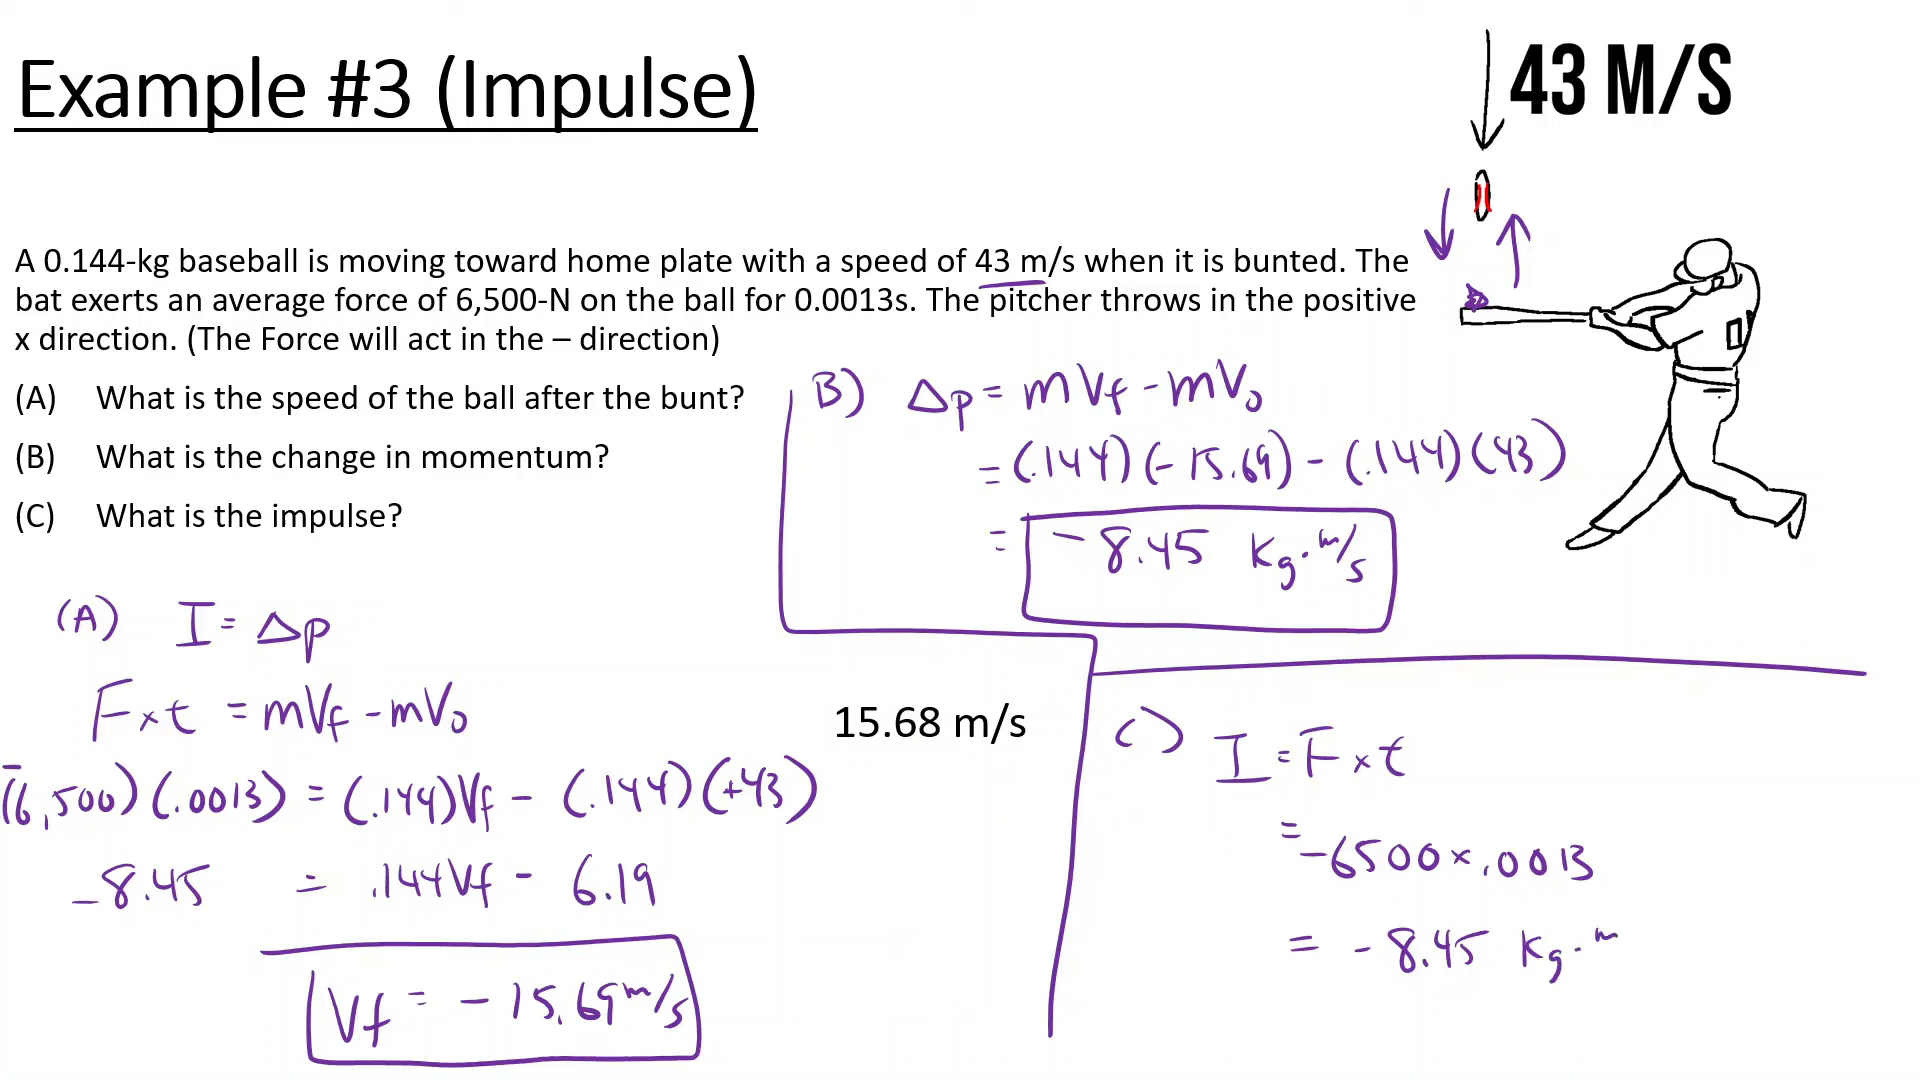 Example #3 (Impulse)
43 M/S
A 0.144-kg baseball is moving toward home plate with a speed of 43 m/s when it is bunted. The
bat exerts an average force of 6,500-N on the ball for 0.0013s. The pitcher throws in the positive
x direction. (The Force will act in the – direction)
(A) What is the speed of the ball after the bunt?
(B) What is the change in momentum?
(C) What is the impulse?
(A) I = Δp
F×t = mVf - mVo
(-6,500)(.0013) = (.144)Vf - (.144)(+43)
-8.45 = .144Vf - 6.19
Vf = -15.69 m/s
15.68 m/s
B) Δp = mVf - mVo
= (.144)(-15.69) - (.144)(43)
= -8.45 Kg·m/s
C) I = F×t
= -6500×.0013
= -8.45 Kg·m